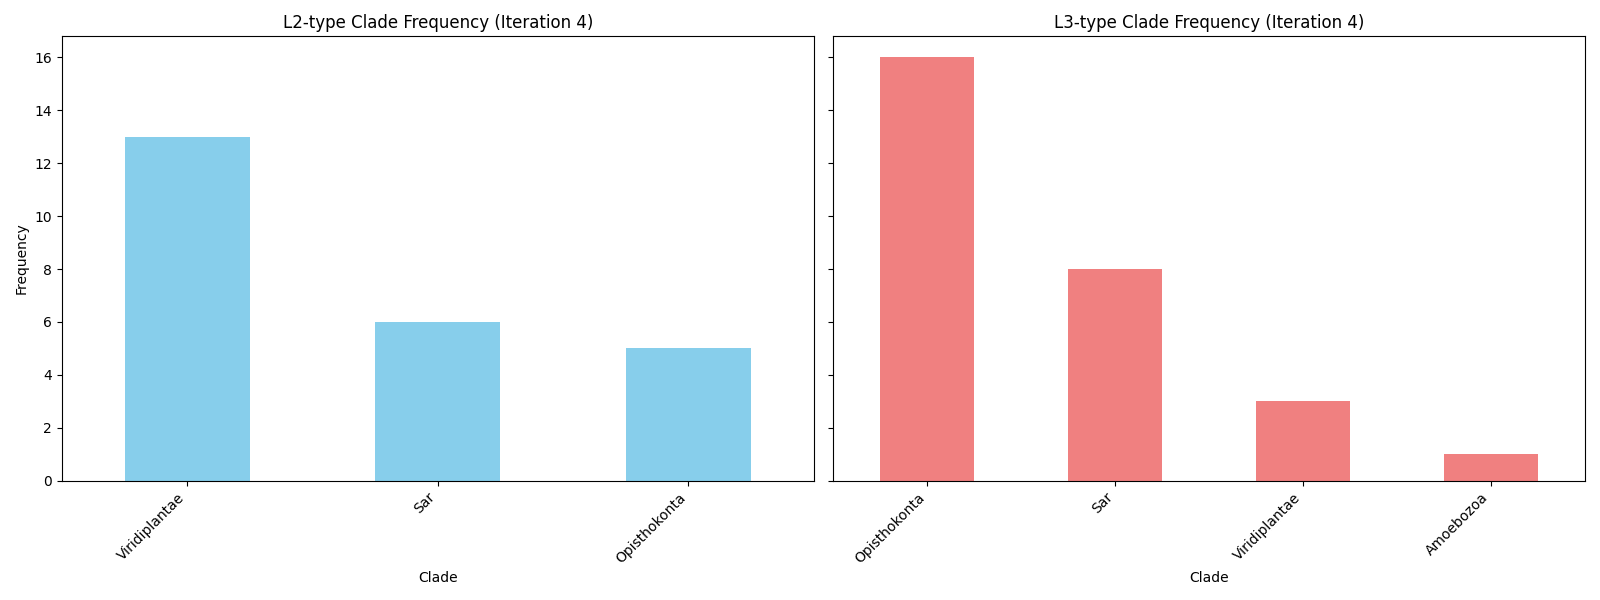 L2-type Clade Frequency (Iteration 4)
Frequency
16
14
12
10
8
6
4
2
0
Viridiplantae
Sar
Opisthokonta
Clade
L3-type Clade Frequency (Iteration 4)
Opisthokonta
Sar
Viridiplantae
Amoebozoa
Clade